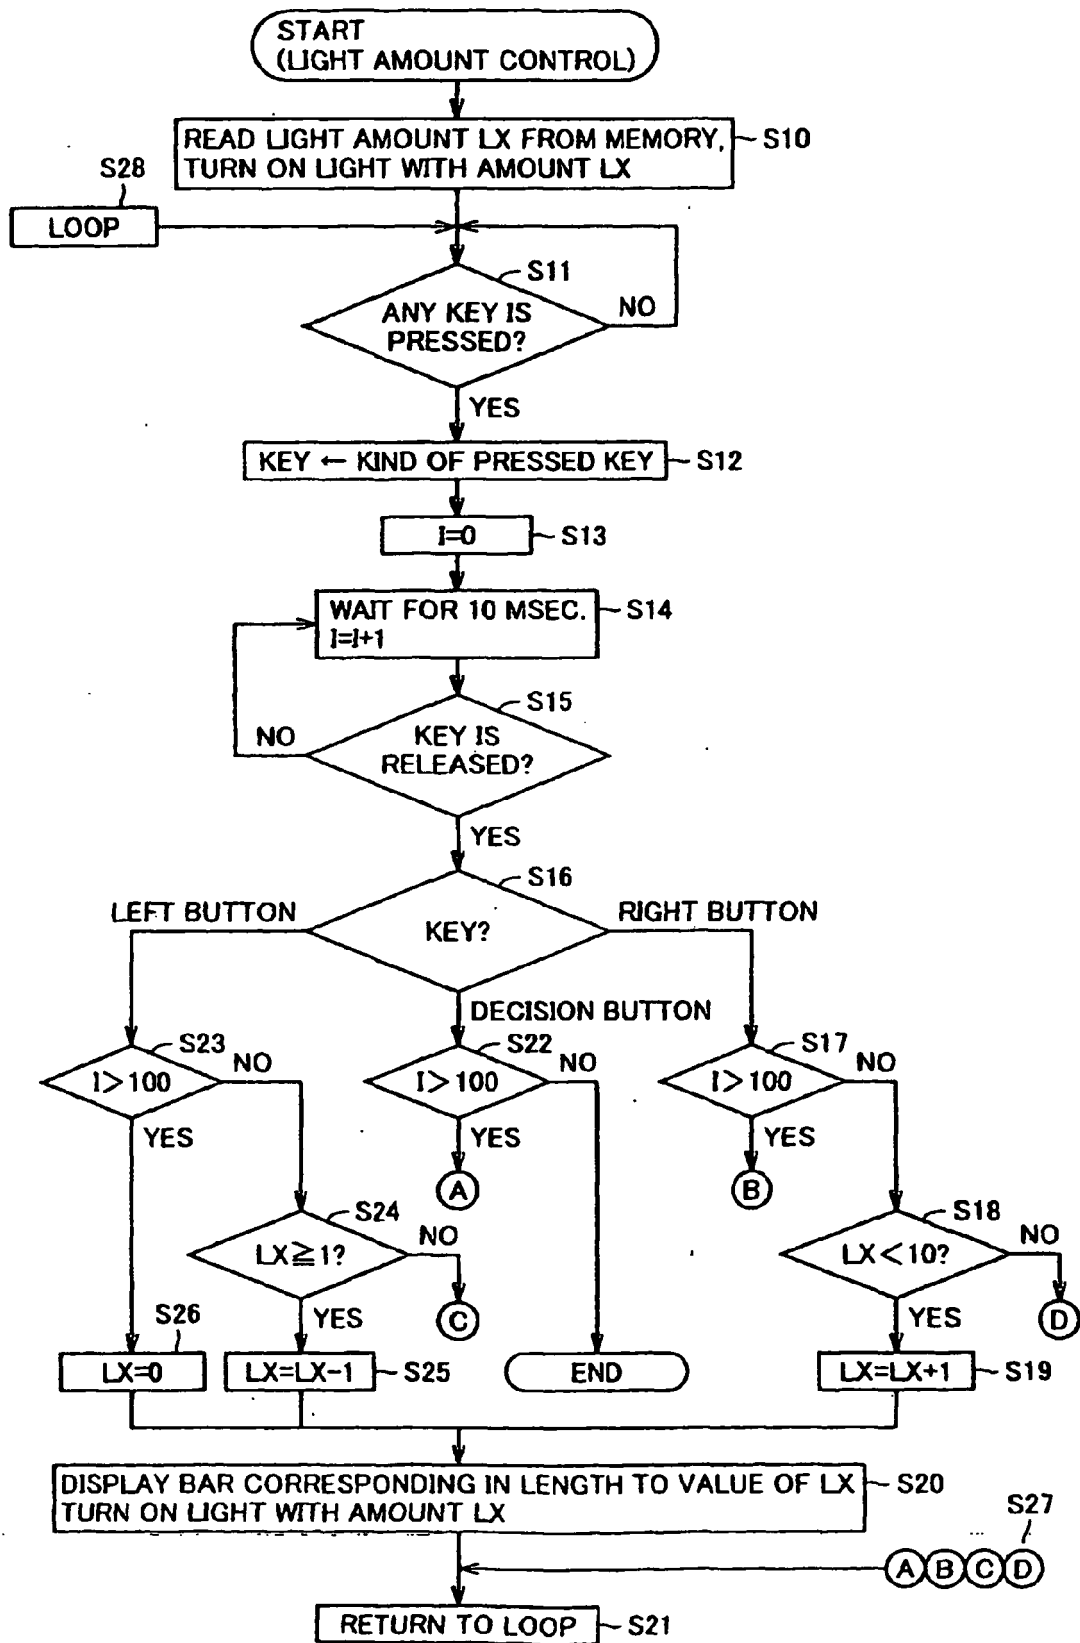 START
(LIGHT AMOUNT CONTROL)
READ LIGHT AMOUNT LX FROM MEMORY,
TURN ON LIGHT WITH AMOUNT LX
S10
S28
LOOP
S11
ANY KEY IS
PRESSED?
NO
YES
KEY ← KIND OF PRESSED KEY
S12
I=0
S13
WAIT FOR 10 MSEC.
I=I+1
S14
S15
KEY IS
RELEASED?
NO
YES
S16
KEY?
LEFT BUTTON
RIGHT BUTTON
DECISION BUTTON
S23
I>100
NO
YES
S22
I>100
NO
YES
A
S17
I>100
NO
YES
B
S24
LX≧1?
NO
YES
C
S18
LX<10?
NO
YES
D
S26
LX=0
LX=LX-1
S25
END
LX=LX+1
S19
DISPLAY BAR CORRESPONDING IN LENGTH TO VALUE OF LX
TURN ON LIGHT WITH AMOUNT LX
S20
S27
A B C D
RETURN TO LOOP
S21